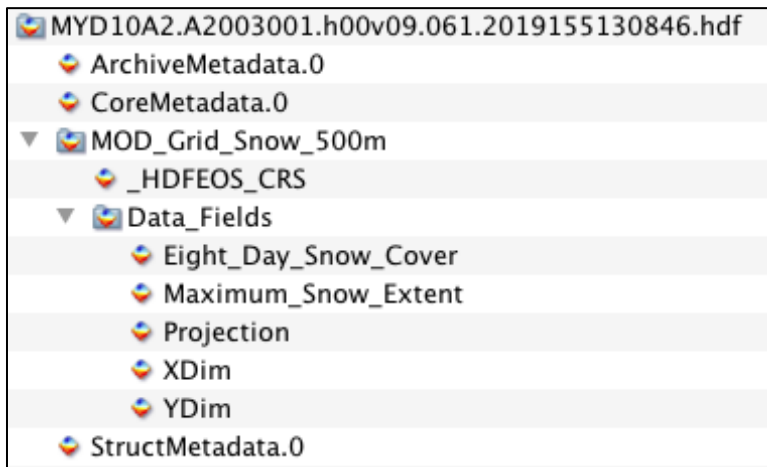 MYD10A2.A2003001.h00v09.061.2019155130846.hdf
ArchiveMetadata.0
CoreMetadata.0
MOD_Grid_Snow_500m
_HDFEOS_CRS
Data_Fields
Eight_Day_Snow_Cover
Maximum_Snow_Extent
Projection
XDim
YDim
StructMetadata.0